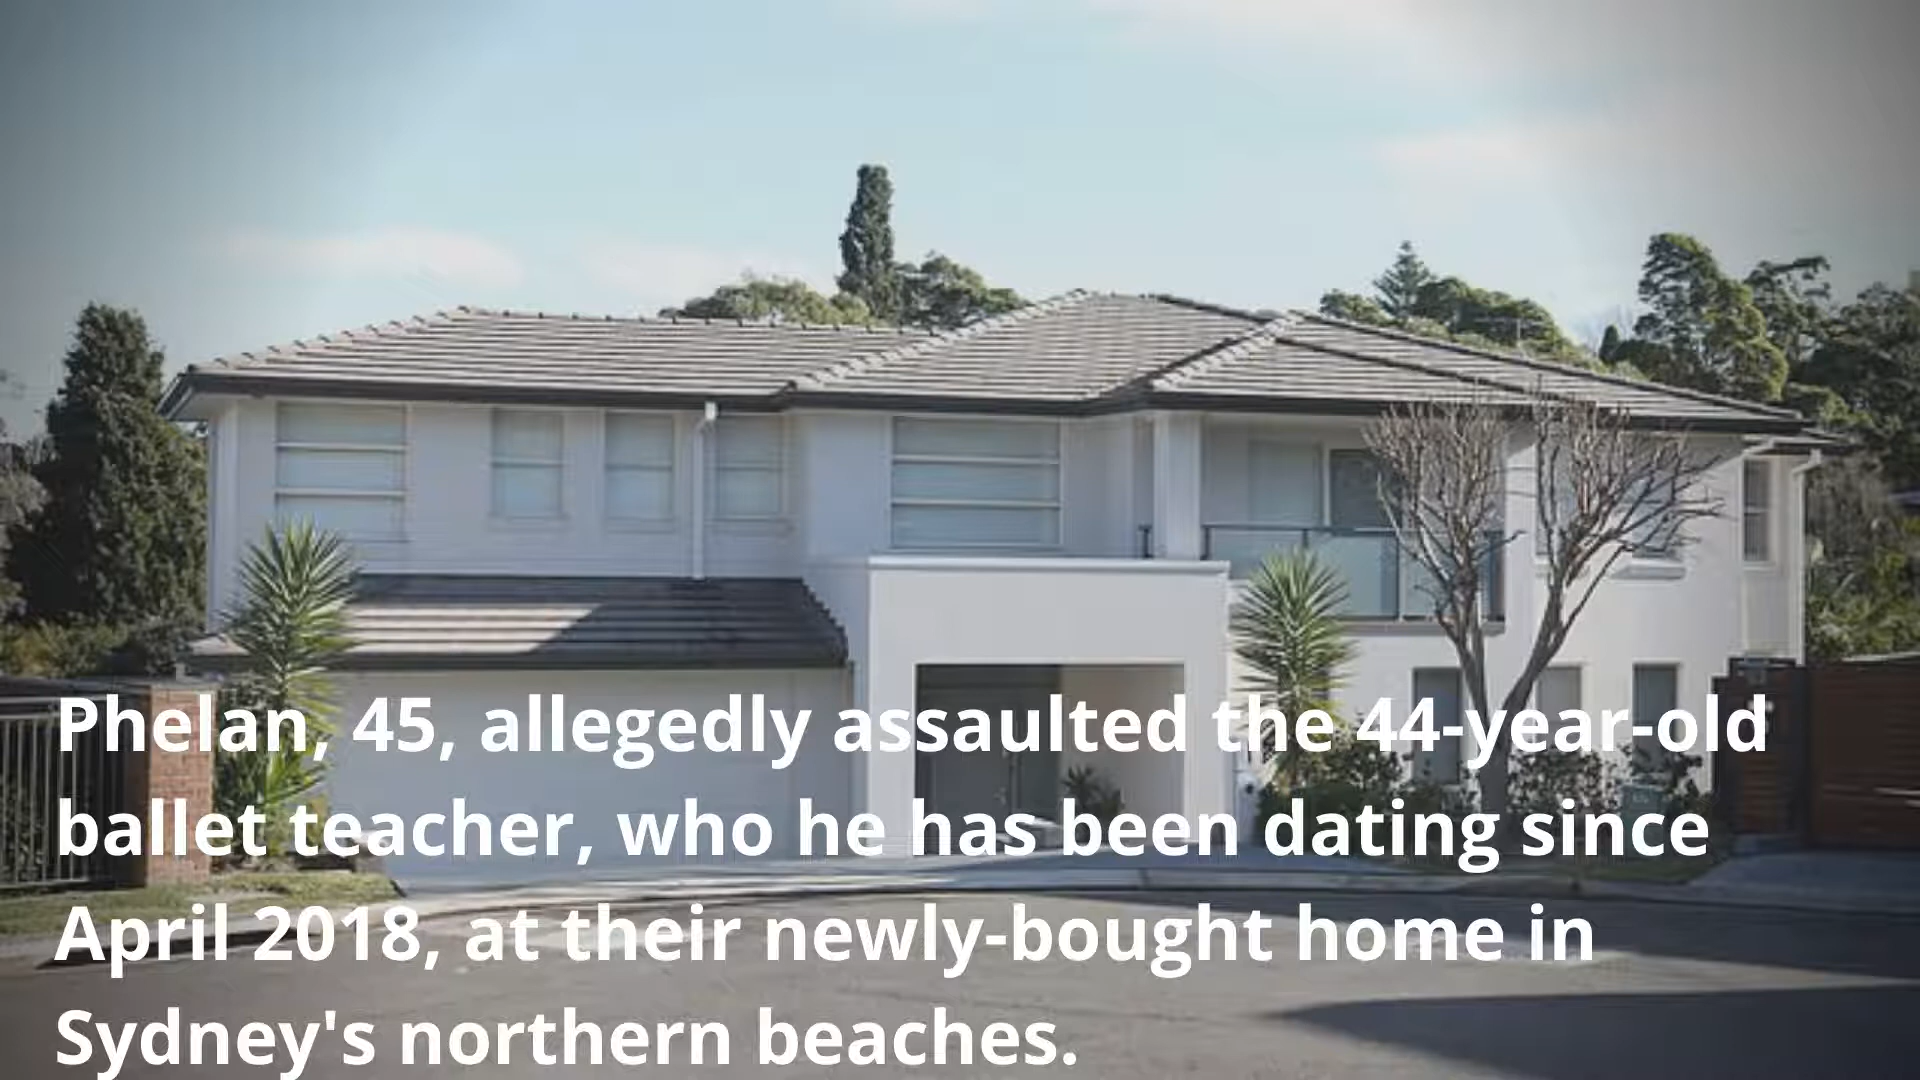 Phelan, 45, allegedly assaulted the 44-year-old
ballet teacher, who he has been dating since
April 2018, at their newly-bought home in
Sydney's northern beaches.